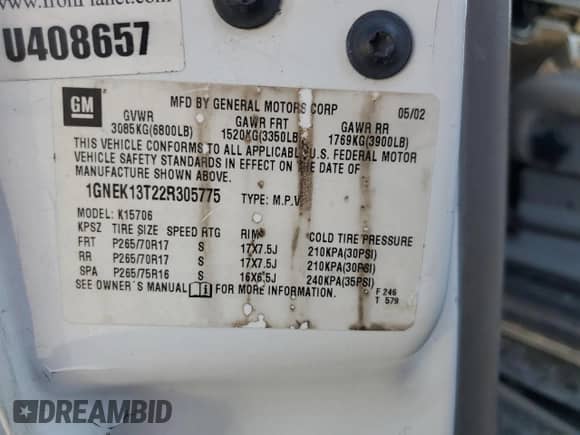 www.IronPlanet.com
U408657
GM
MFD BY GENERAL MOTORS CORP 05/02
GVWR GAWR FRT GAWR RR
3085KG(6800LB) 1520KG(3350LB) 1769KG(3900LB)
THIS VEHICLE CONFORMS TO ALL APPLICABLE U.S. FEDERAL MOTOR
VEHICLE SAFETY STANDARDS IN EFFECT ON THE DATE OF
MANUFACTURE SHOWN ABOVE.
1GNEK13T22R305775 TYPE: M.P.V
MODEL: K15706
KPSZ TIRE SIZE SPEED RTG RIM COLD TIRE PRESSURE
FRT P265/70R17 S 17X7.5J 210KPA(30PSI)
RR P265/70R17 S 17X7.5J 210KPA(30PSI)
SPA P265/75R16 S 16X6.5J 240KPA(35PSI)
SEE OWNER'S MANUAL FOR MORE INFORMATION.
F 246
T 579
DREAMBID